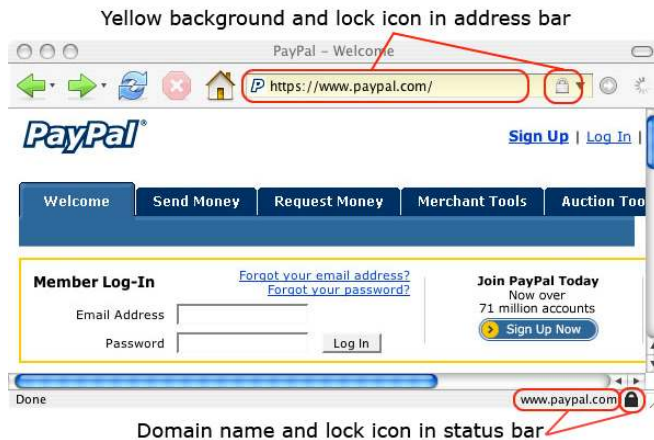 Yellow background and lock icon in address bar
PayPal - Welcome
P https://www.paypal.com/
PayPal®
Sign Up | Log In |
Welcome Send Money Request Money Merchant Tools Auction Too
Member Log-In
Forgot your email address?
Forgot your password?
Email Address
Password
Log In
Join PayPal Today
Now over
71 million accounts
Sign Up Now
Done
www.paypal.com
Domain name and lock icon in status bar